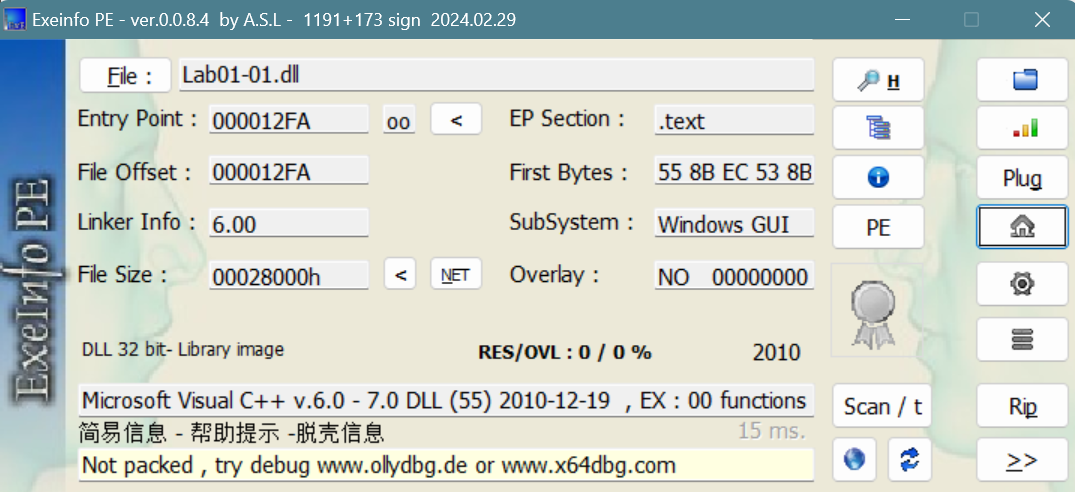 Exeinfo PE - ver.0.0.8.4 by A.S.L - 1191+173 sign 2024.02.29
File : Lab01-01.dll H
Entry Point : 000012FA oo < EP Section : .text
File Offset : 000012FA First Bytes : 55 8B EC 53 8B Plug
Linker Info : 6.00 SubSystem : Windows GUI PE
File Size : 00028000h < NET Overlay : NO 00000000
DLL 32 bit- Library image RES/OVL : 0 / 0 % 2010
Microsoft Visual C++ v.6.0 - 7.0 DLL (55) 2010-12-19 , EX : 00 functions Scan / t Rip
简易信息 - 帮助提示 -脱壳信息 15 ms.
Not packed , try debug www.ollydbg.de or www.x64dbg.com >>
ExeInfo PE